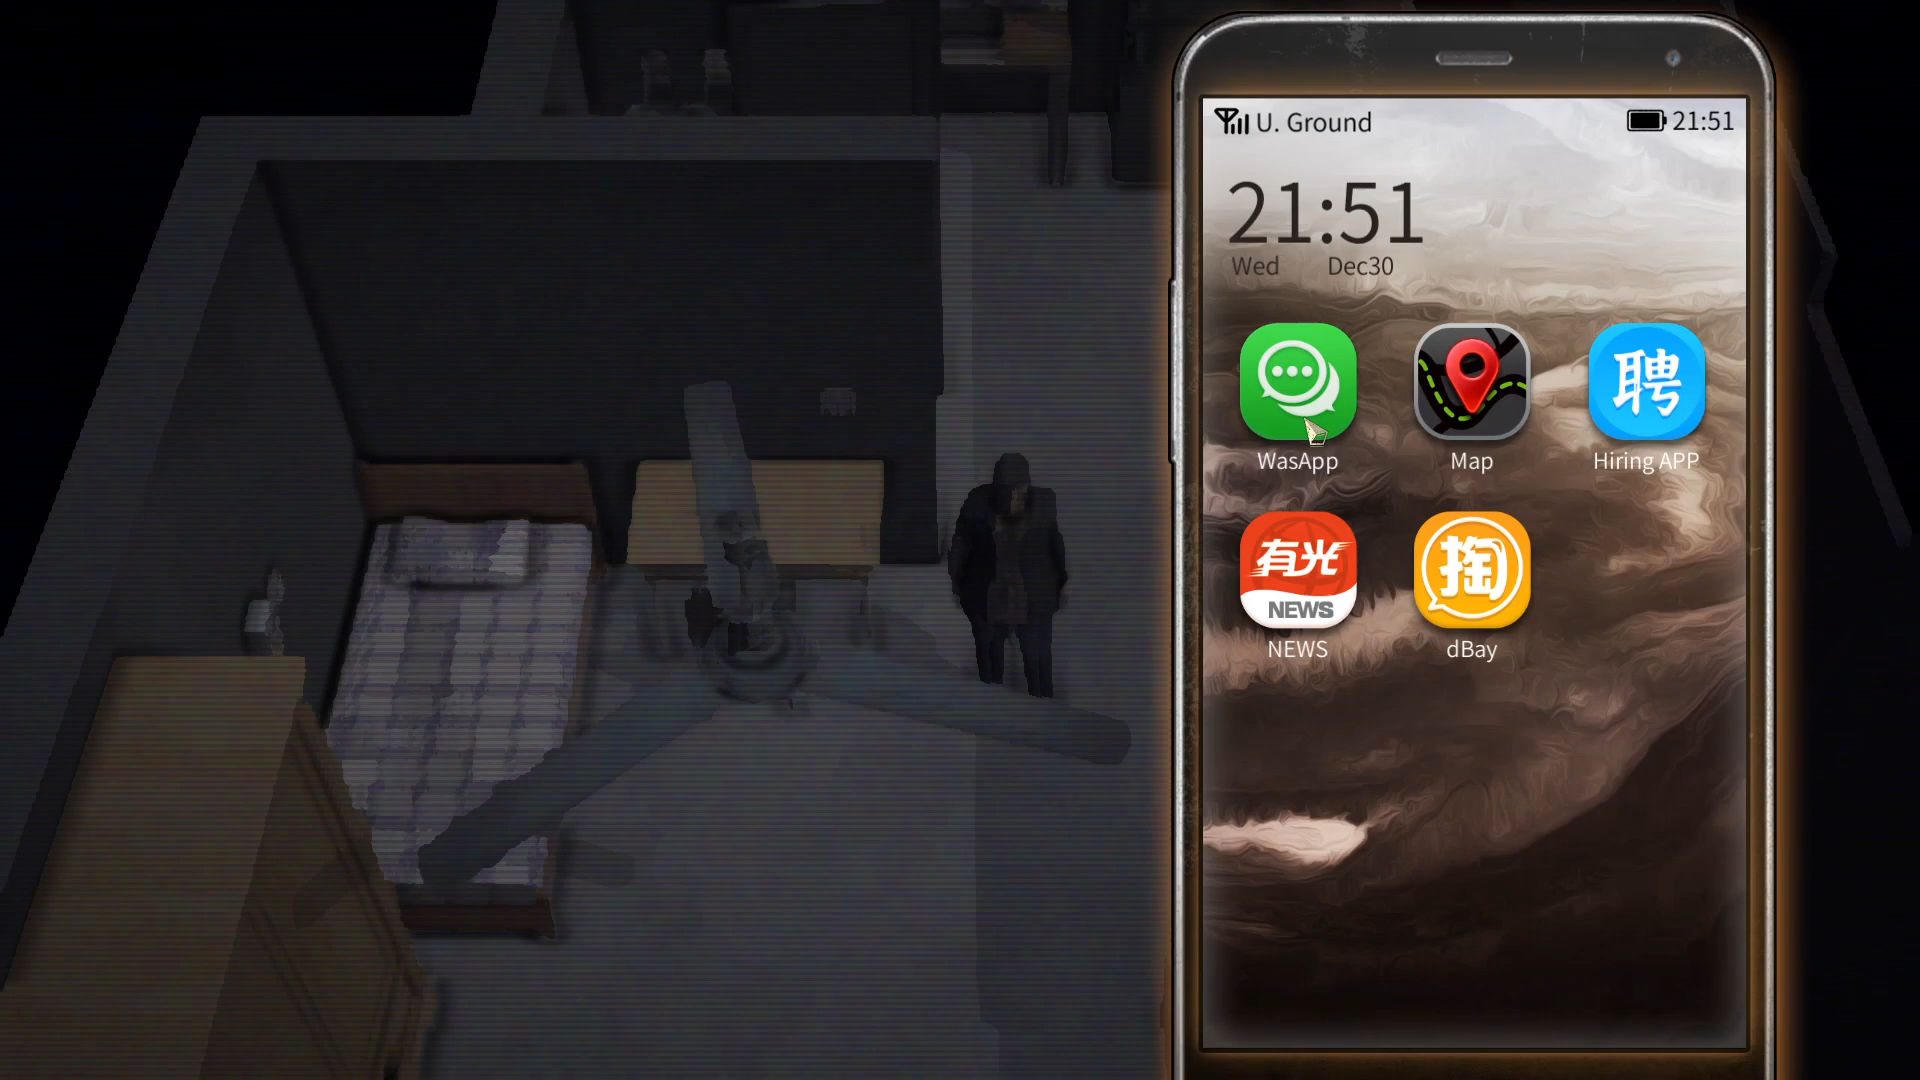 U. Ground
21:51
21:51
Wed Dec30
聘
WasApp
Map
Hiring APP
有光
NEWS
掏
NEWS
dBay